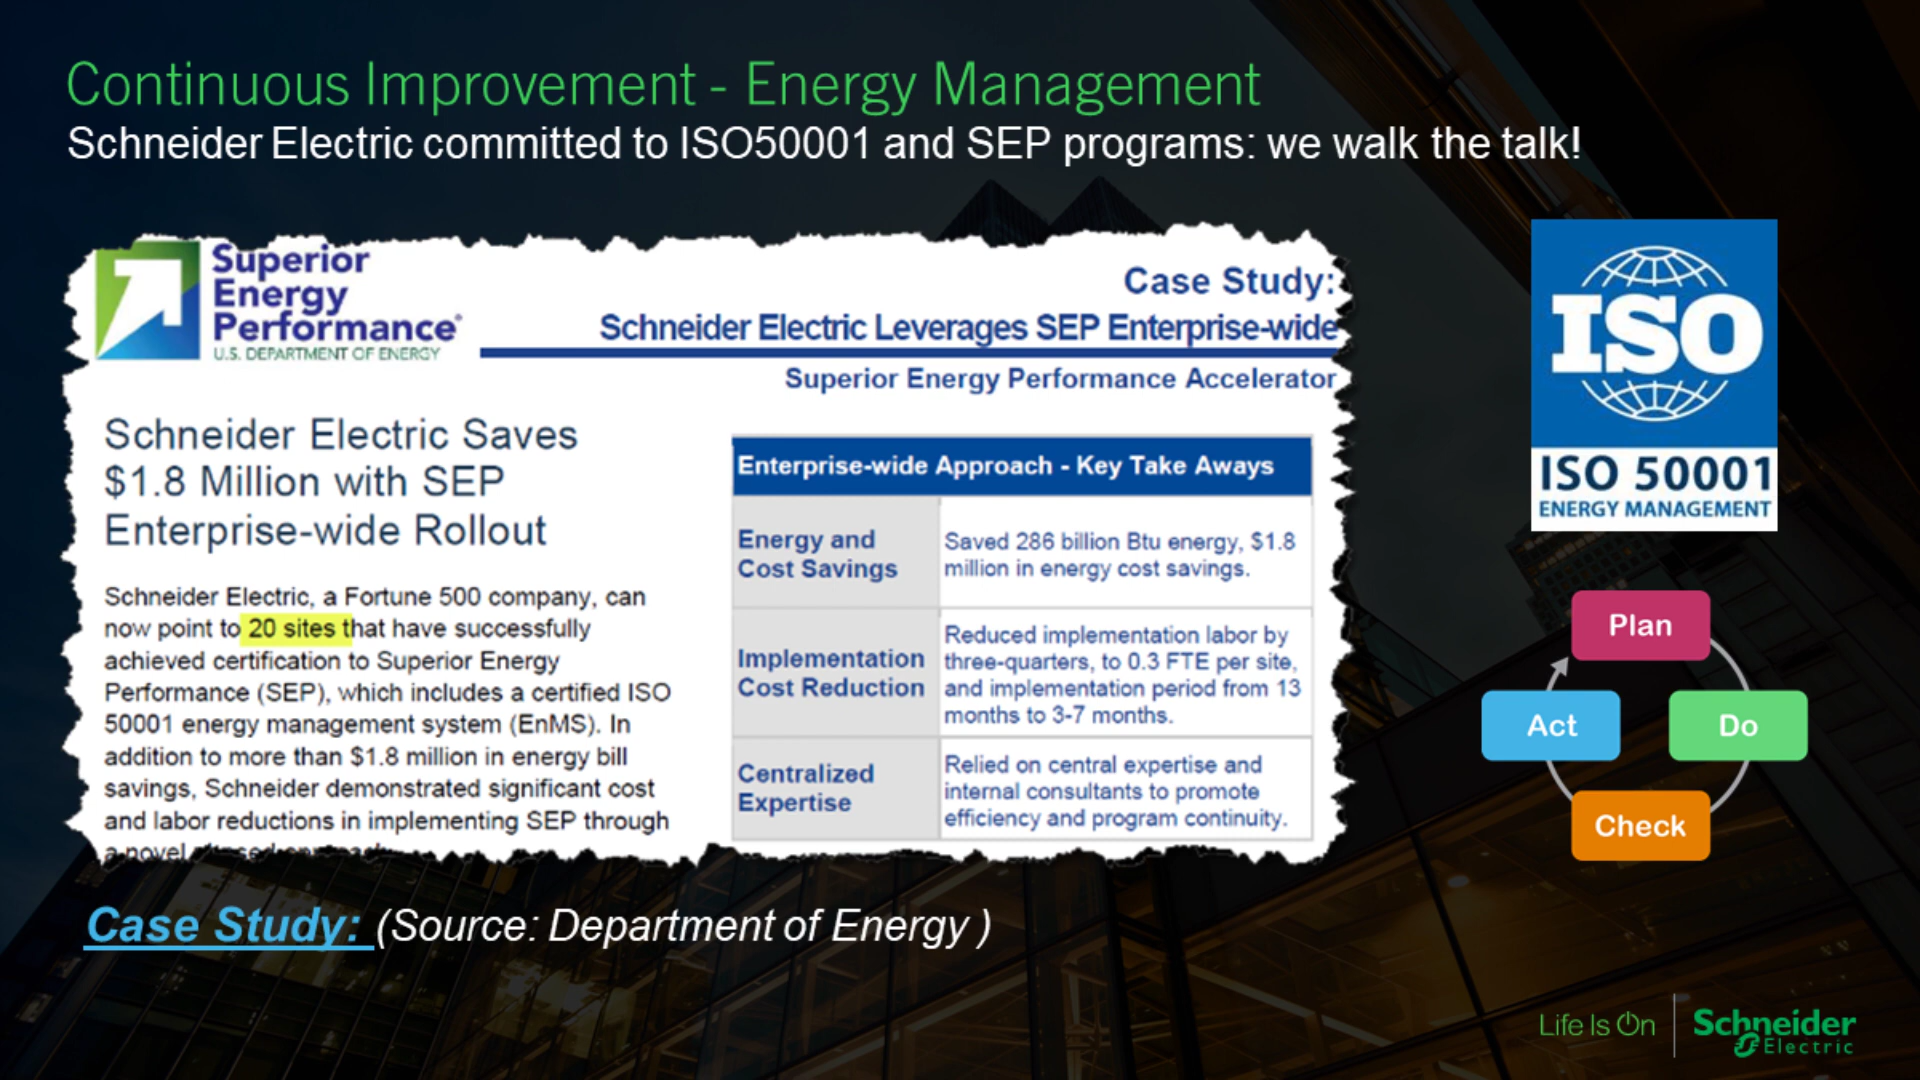 Continuous Improvement - Energy Management
Schneider Electric committed to ISO50001 and SEP programs: we walk the talk!
Superior
Energy
Performance®
U.S. DEPARTMENT OF ENERGY
Case Study:
Schneider Electric Leverages SEP Enterprise-wide
Superior Energy Performance Accelerator
Schneider Electric Saves
$1.8 Million with SEP
Enterprise-wide Rollout
Schneider Electric, a Fortune 500 company, can
now point to 20 sites that have successfully
achieved certification to Superior Energy
Performance (SEP), which includes a certified ISO
50001 energy management system (EnMS). In
addition to more than $1.8 million in energy bill
savings, Schneider demonstrated significant cost
and labor reductions in implementing SEP through
a novel
Enterprise-wide Approach - Key Take Aways
Energy and
Cost Savings
Saved 286 billion Btu energy, $1.8
million in energy cost savings.
Implementation
Cost Reduction
Reduced implementation labor by
three-quarters, to 0.3 FTE per site,
and implementation period from 13
months to 3-7 months.
Centralized
Expertise
Relied on central expertise and
internal consultants to promote
efficiency and program continuity.
ISO
ISO 50001
ENERGY MANAGEMENT
Plan
Act
Do
Check
Case Study: (Source: Department of Energy )
Life Is On
Schneider
Electric